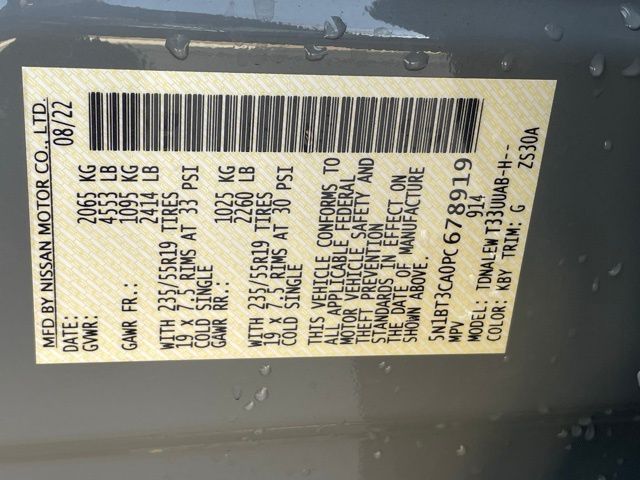 MFD BY NISSAN MOTOR CO., LTD.
DATE: 08/22
GVWR: 2065 KG
4553 LB
GAWR FR.: 1095 KG
2414 LB
WITH 235/55R19 TIRES
19 X 7.5 RIMS AT 33 PSI
COLD SINGLE
GAWR RR.: 1025 KG
2260 LB
WITH 235/55R19 TIRES
19 X 7.5 RIMS AT 30 PSI
COLD SINGLE
THIS VEHICLE CONFORMS TO
ALL APPLICABLE FEDERAL
MOTOR VEHICLE SAFETY AND
THEFT PREVENTION
STANDARDS IN EFFECT ON
THE DATE OF MANUFACTURE
SHOWN ABOVE.
5N1BT3CA0PC678919
MPV 914
MODEL: TDNALEW T33UUAB-H--
COLOR: KBY TRIM: G ZS30A